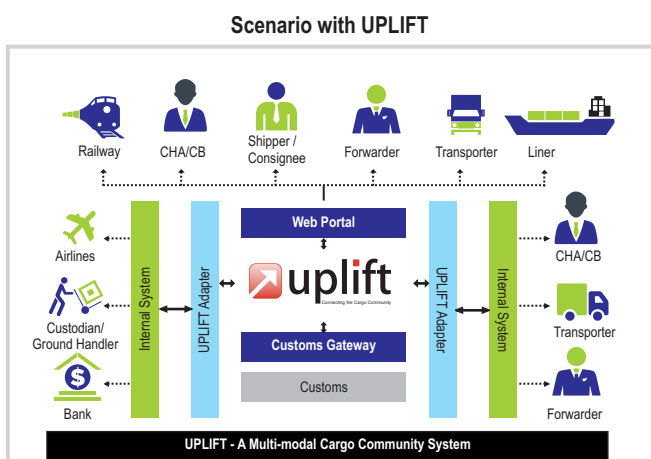 Scenario with UPLIFT
Railway
CHA/CB
Shipper /
Consignee
Forwarder
Transporter
Liner
Web Portal
Airlines
Custodian/
Ground Handler
Bank
Internal System
UPLIFT Adapter
uplift
Connecting the Cargo Community
Customs Gateway
Customs
UPLIFT Adapter
Internal System
CHA/CB
Transporter
Forwarder
UPLIFT - A Multi-modal Cargo Community System